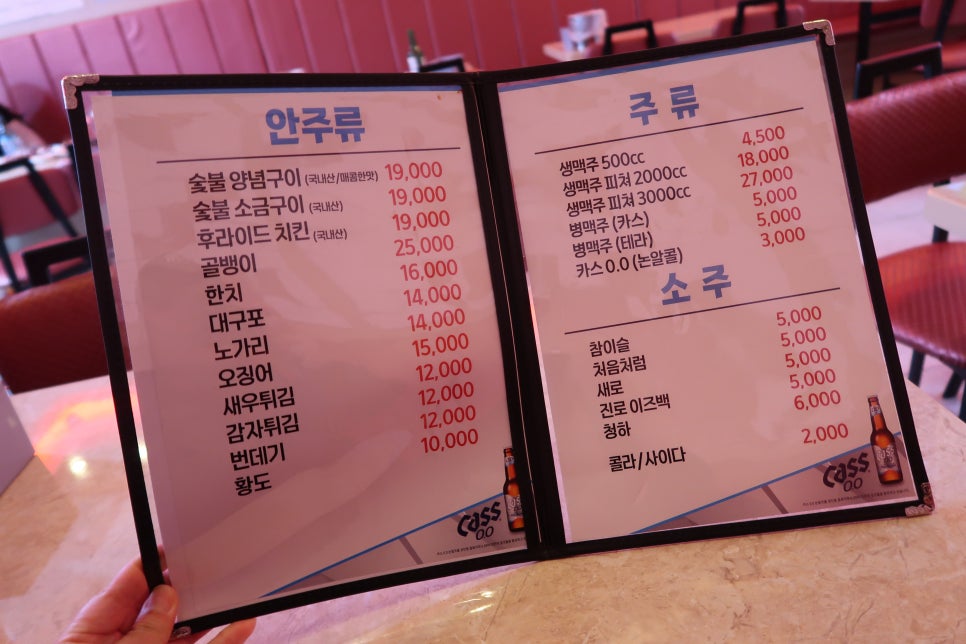 안주류
숯불 양념구이 (국내산/매콤한맛) 19,000
숯불 소금구이 (국내산) 19,000
후라이드 치킨 (국내산) 19,000
골뱅이 25,000
한치 16,000
대구포 14,000
노가리 14,000
오징어 15,000
새우튀김 12,000
감자튀김 12,000
번데기 12,000
황도 10,000
Cass
0.0
주류
생맥주 500cc 4,500
생맥주 피쳐 2000cc 18,000
생맥주 피쳐 3000cc 27,000
병맥주 (카스) 5,000
병맥주 (테라) 5,000
카스 0.0 (논알콜) 3,000
소주
참이슬 5,000
처음처럼 5,000
새로 5,000
진로 이즈백 5,000
청하 6,000
콜라/사이다 2,000
Cass
0.0